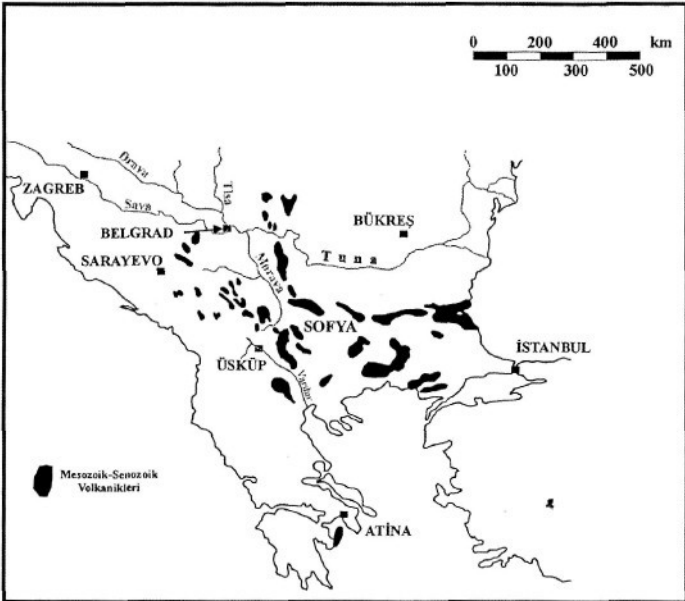 0 200 400 km
100 300 500
Drava
ZAGREB
Tisa
Sava
BÜKREŞ
BELGRAD
Tuna
SARAYEVO
Morava
SOFYA
İSTANBUL
ÜSKÜP
Vardar
Mesozoik-Senozoik
Volkanikleri
ATİNA